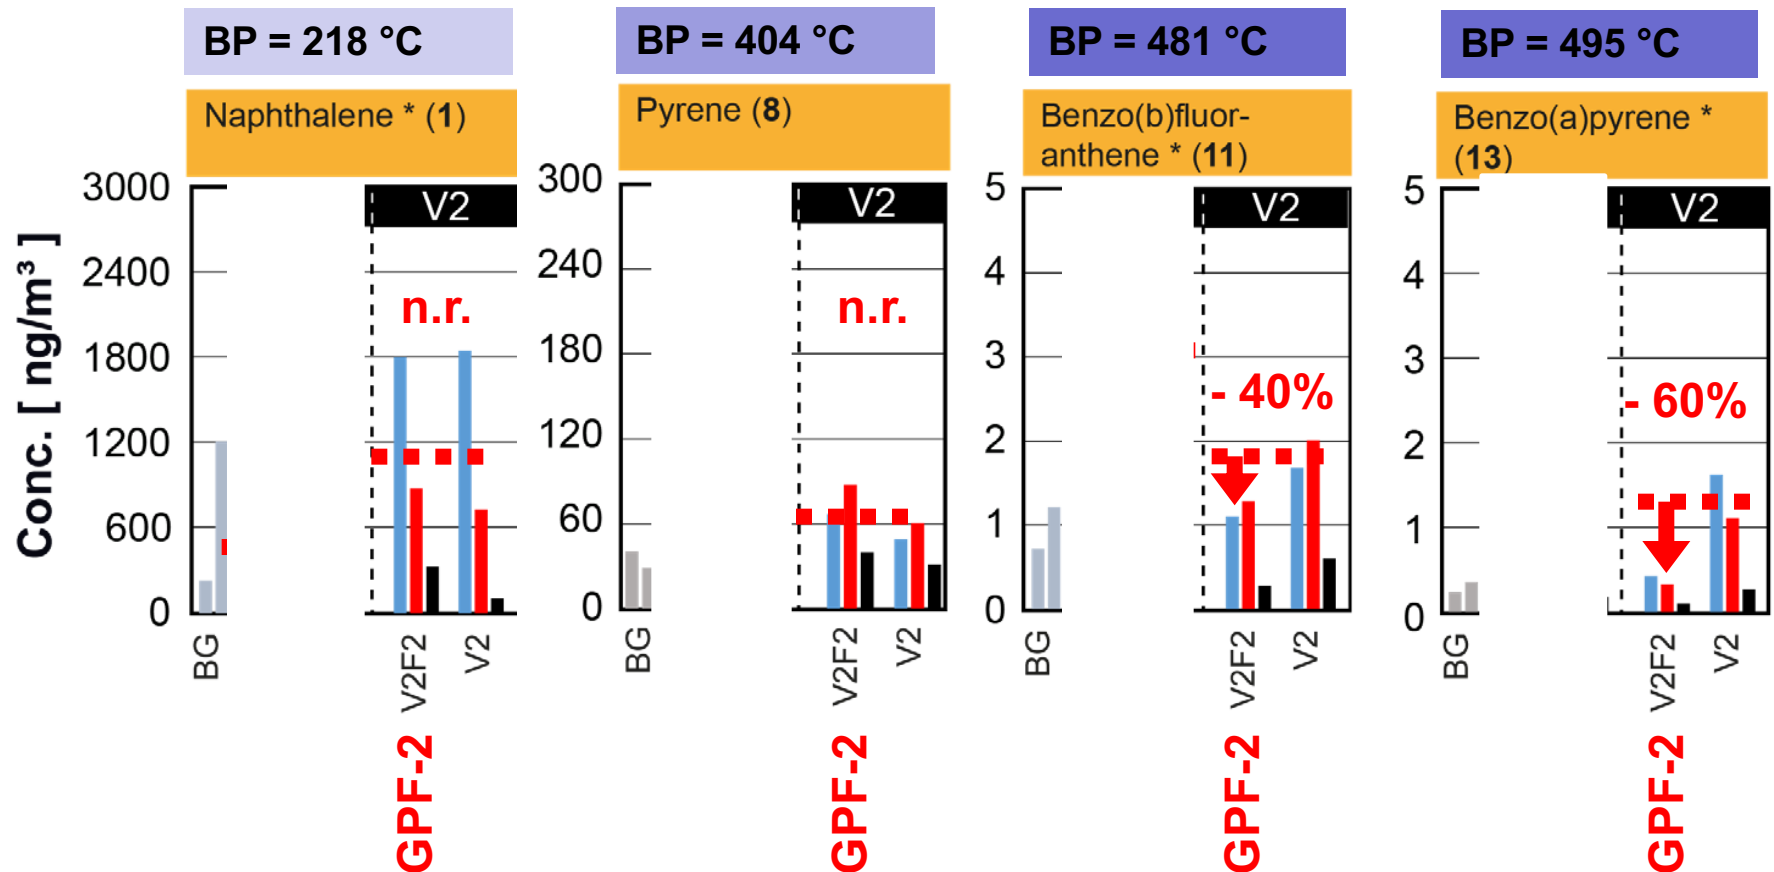 BP = 218 °C
BP = 404 °C
BP = 481 °C
BP = 495 °C
Naphthalene * (1)
Pyrene (8)
Benzo(b)fluor-
anthene * (11)
Benzo(a)pyrene *
(13)
Conc. [ ng/m³ ]
3000
2400
1800
1200
600
0
V2
n.r.
BG
V2F2
V2
GPF-2
300
240
180
120
60
0
V2
n.r.
BG
V2F2
V2
GPF-2
5
4
3
2
1
0
V2
- 40%
BG
V2F2
V2
GPF-2
5
4
3
2
1
0
V2
- 60%
BG
V2F2
V2
GPF-2